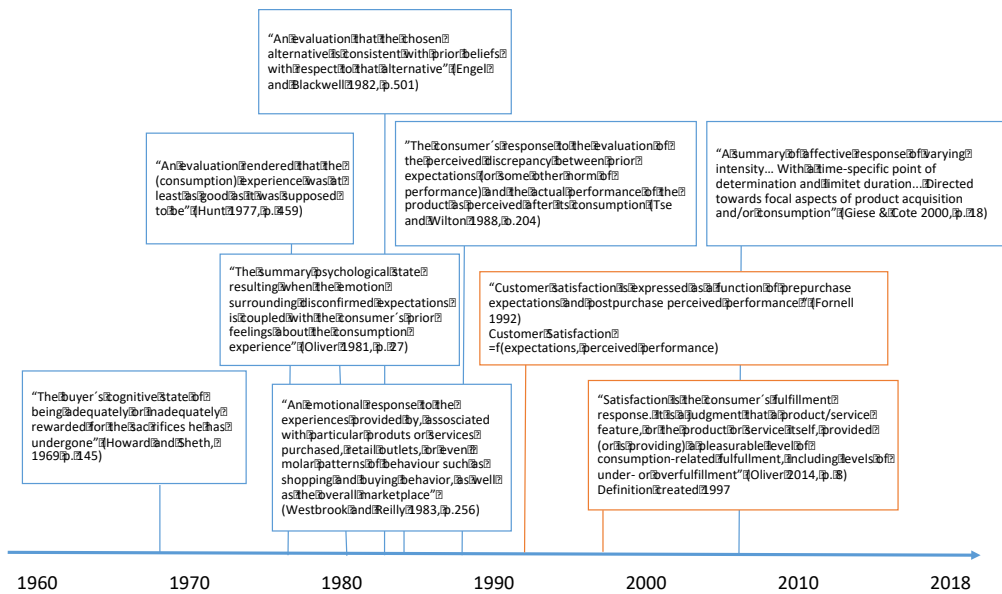 “An evaluation that the chosen
alternative is consistent with prior beliefs
with respect to that alternative” (Engel
and Blackwell 1982, p.501)
“An evaluation rendered that the
(consumption) experience was at
least as good as it was supposed
to be” (Hunt 1977, p. 459)
”The consumer´s response to the evaluation of
the perceived discrepancy between prior
expectations (or some other norm of
performance) and the actual performance of the
product as perceived after its consumption (Tse
and Wilton 1988, p.204)
“A summary of affective response of varying
intensity... With a time-specific point of
determination and limitet duration... Directed
towards focal aspects of product acquisition
and/or consumption” (Giese & Cote 2000, p. 18)
“The summary psychological state
resulting when the emotion
surrounding disconfirmed expectations
is coupled with the consumer´s prior
feelings about the consumption
experience” (Oliver 1981, p. 27)
“Customer satisfaction is expressed as a function of prepurchase
expectations and postpurchase perceived performance” (Fornell
1992)
Customer Satisfaction
=f(expectations, perceived performance)
“The buyer´s cognitive state of
being adequately or inadequately
rewarded for the sacrifices he has
undergone” (Howard and Sheth,
1969 p. 145)
“An emotional response to the
experiences provided by, assosciated
with particular produts or services
purchased, retail outlets, or even
molar patterns of behaviour such as
shopping and buying behavior, as well
as the overall marketplace”
(Westbrook and Reilly 1983, p.256)
“Satisfaction is the consumer´s fulfillment
response. It is a judgment that a product/service
feature, or the product or service itself, provided
(or is providing) a pleasurable level of
consumption-related fulfullment, including levels of
under- or overfulfillment” (Oliver 2014, p. 8)
Definition created 1997
1960 1970 1980 1990 2000 2010 2018